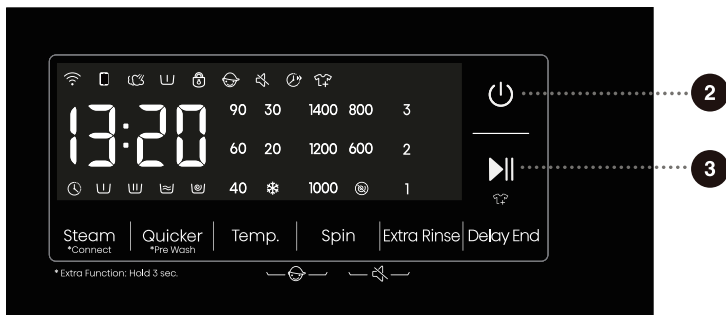 13:20
90 30 1400 800 3
60 20 1200 600 2
40 1000 1
Steam Quicker Temp. Spin Extra Rinse Delay End
*Connect *Pre Wash
* Extra Function: Hold 3 sec.
2
3